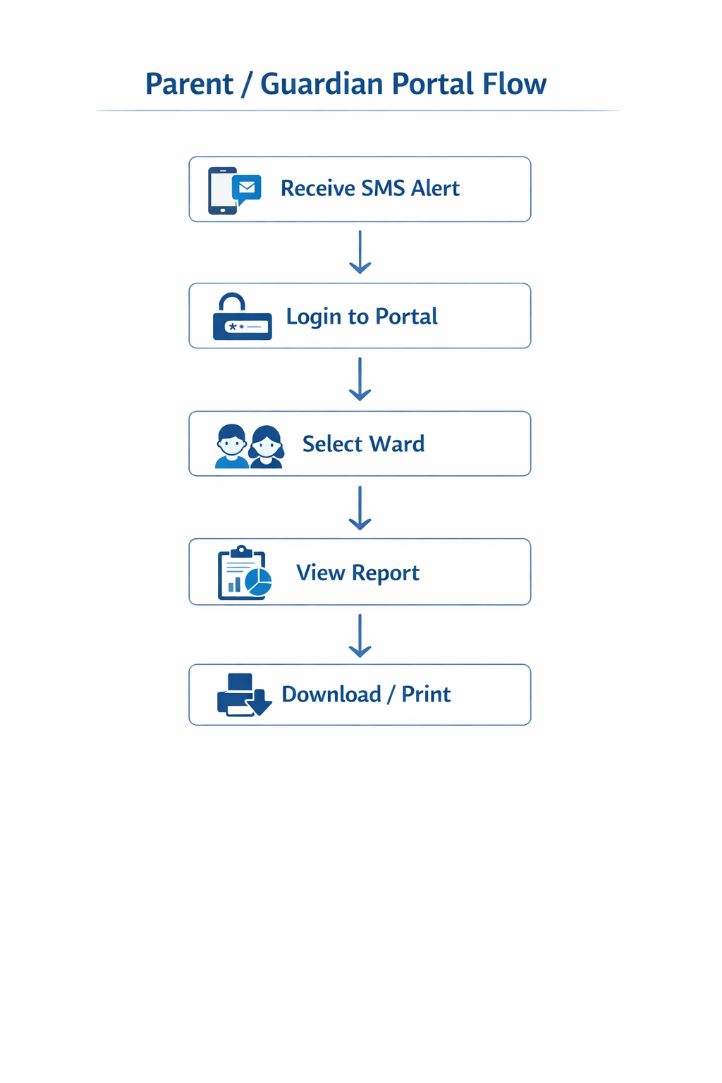 Parent / Guardian Portal Flow
Receive SMS Alert
Login to Portal
Select Ward
View Report
Download / Print